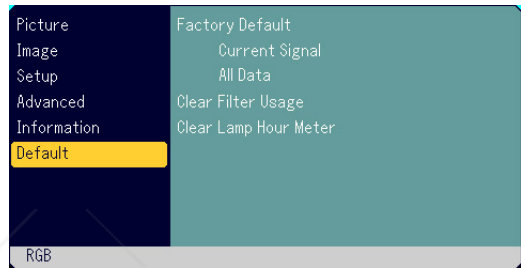 Picture
Image
Setup
Advanced
Information
Default
Factory Default
Current Signal
All Data
Clear Filter Usage
Clear Lamp Hour Meter
RGB